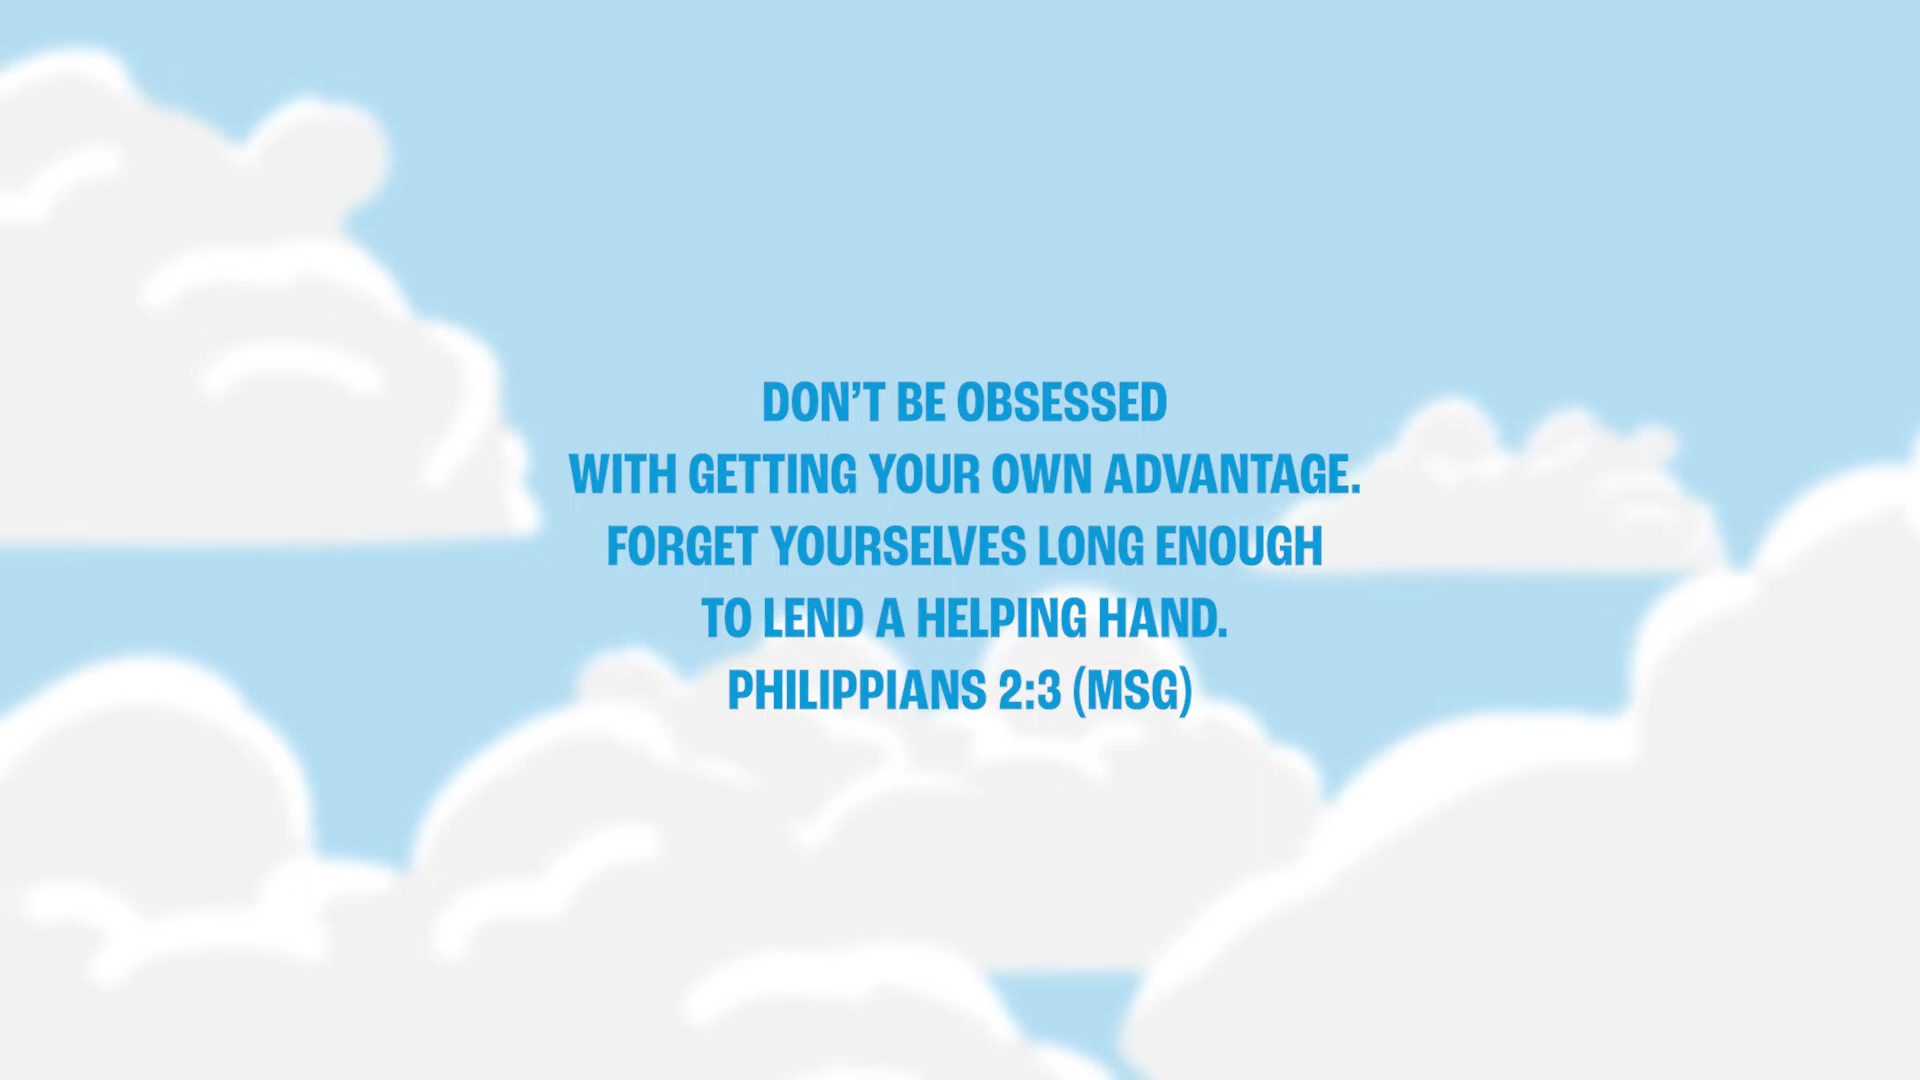 DON’T BE OBSESSED
WITH GETTING YOUR OWN ADVANTAGE.
FORGET YOURSELVES LONG ENOUGH
TO LEND A HELPING HAND.
PHILIPPIANS 2:3 (MSG)